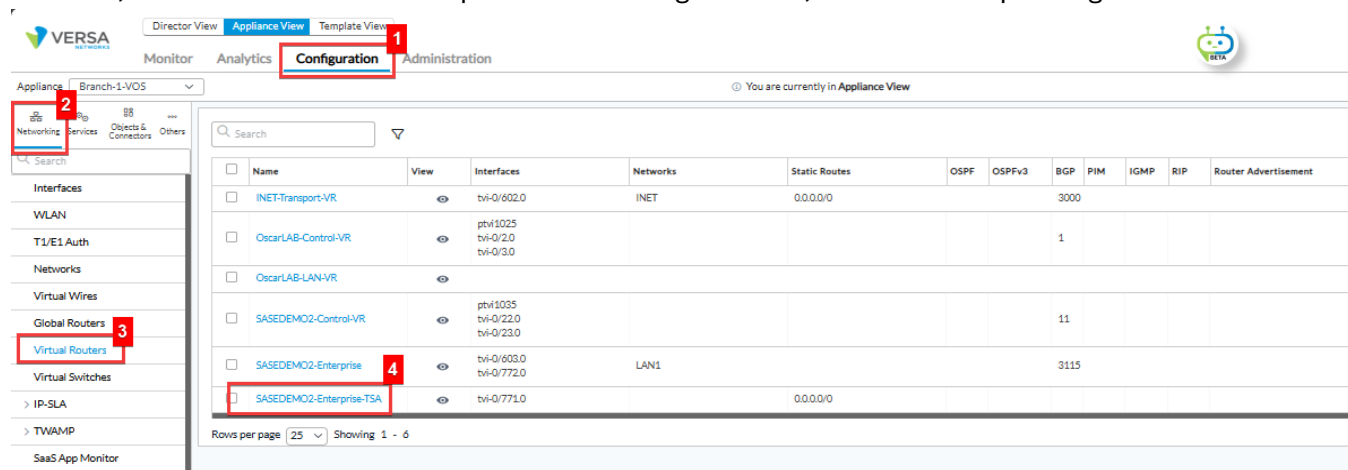 Director View Appliance View Template View
VERSA
NETWORKS
1
Monitor Analytics Configuration Administration
BETA
Appliance Branch-1-VOS
You are currently in Appliance View
2
Networking Services Objects & Connectors Others
Search
Search
Name View Interfaces Networks Static Routes OSPF OSPFv3 BGP PIM IGMP RIP Router Advertisement
Interfaces
INET-Transport-VR tvi-0/602.0 INET 0.0.0.0/0 3000
WLAN
T1/E1 Auth
OscarLAB-Control-VR ptvi1025 1
tvi-0/2.0
tvi-0/3.0
Networks
OscarLAB-LAN-VR
Virtual Wires
Global Routers
SASEDEMO2-Control-VR ptvi1035 11
tvi-0/22.0
tvi-0/23.0
3
Virtual Routers
SASEDEMO2-Enterprise tvi-0/603.0 LAN1 3115
tvi-0/772.0
4
Virtual Switches
SASEDEMO2-Enterprise-TSA tvi-0/771.0 0.0.0.0/0
> IP-SLA
> TWAMP
Rows per page 25 Showing 1 - 6
SaaS App Monitor